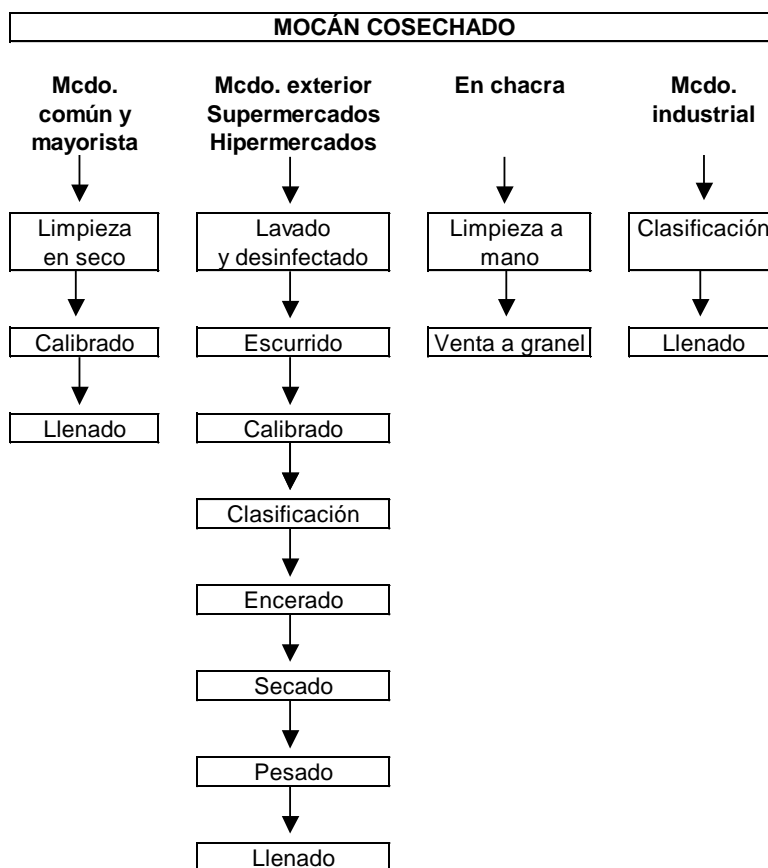 MOCÁN COSECHADO
Mcdo.
común y
mayorista
Mcdo. exterior
Supermercados
Hipermercados
En chacra
Mcdo.
industrial
Limpieza
en seco
Lavado
y desinfectado
Limpieza a
mano
Clasificación
Calibrado
Escurrido
Venta a granel
Llenado
Llenado
Calibrado
Clasificación
Encerado
Secado
Pesado
Llenado